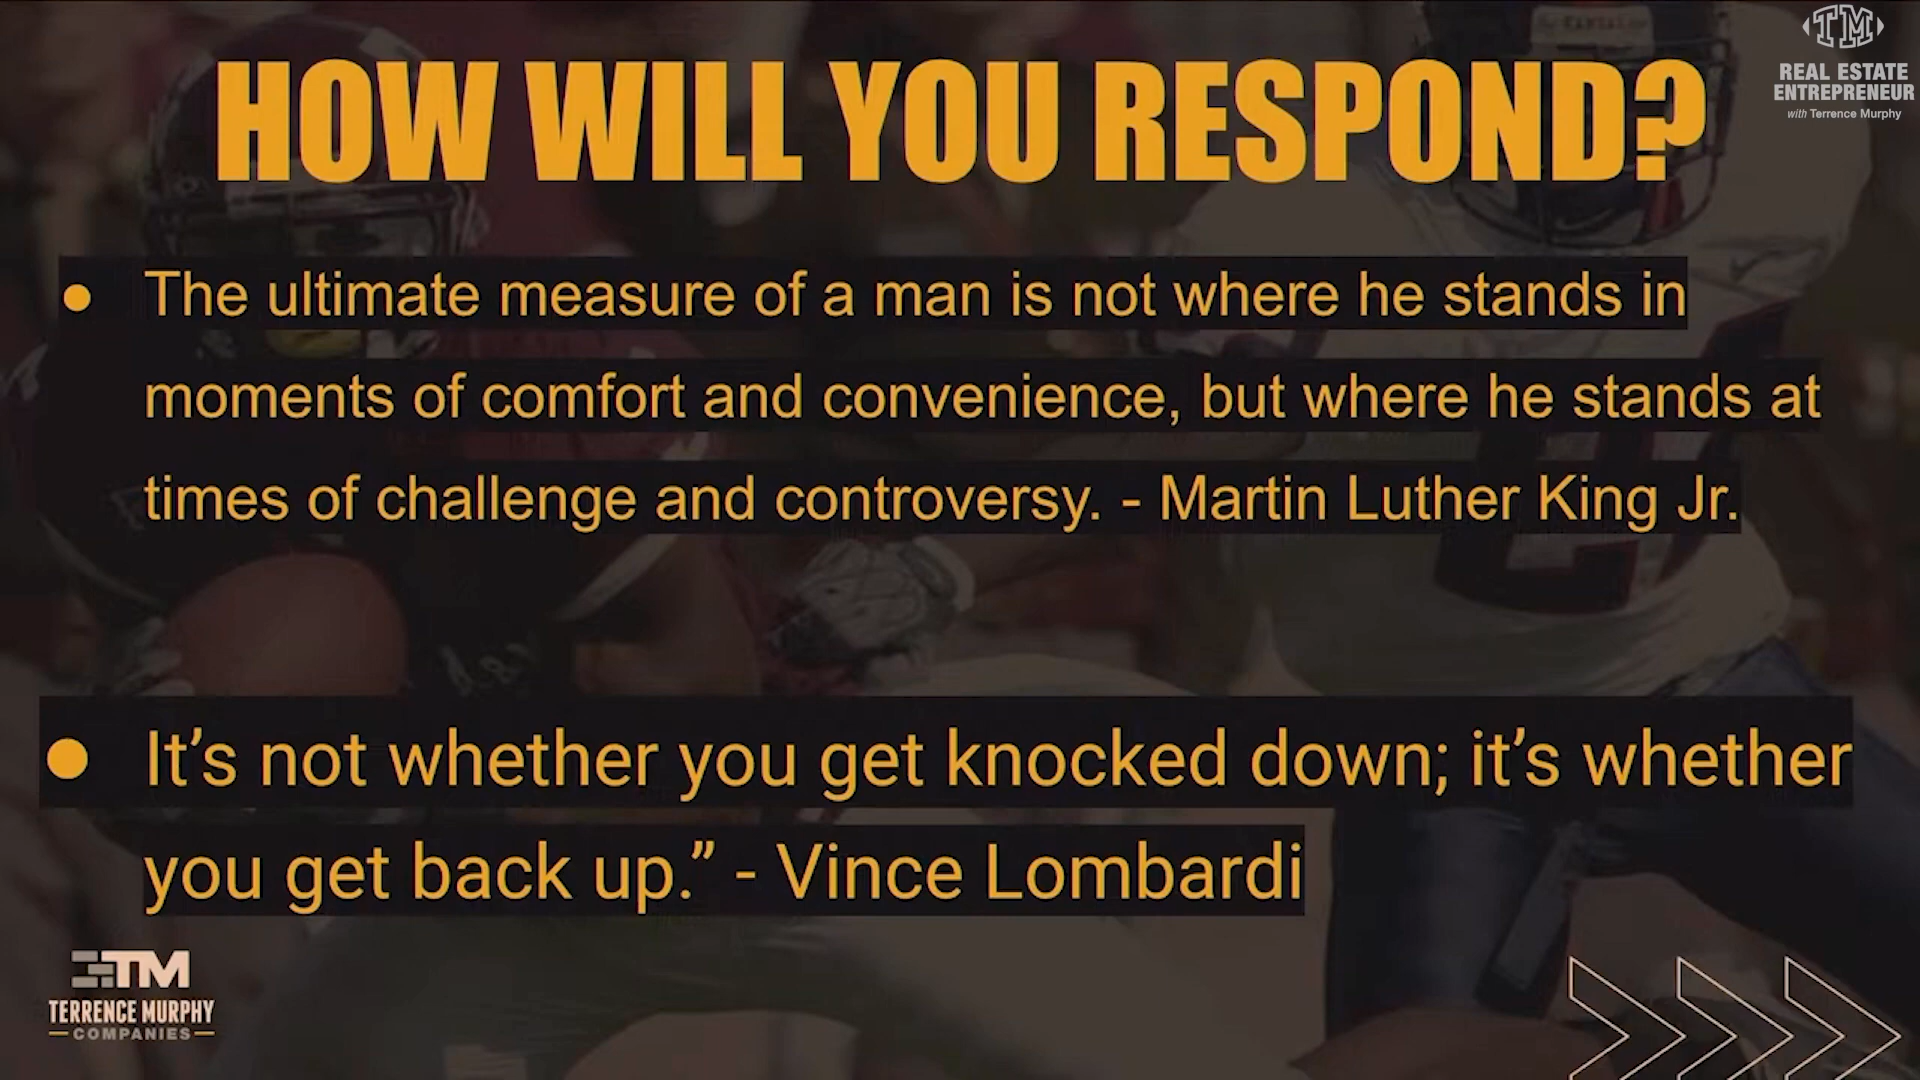 TM
REAL ESTATE
ENTREPRENEUR
with Terrence Murphy
HOW WILL YOU RESPOND?
● The ultimate measure of a man is not where he stands in
moments of comfort and convenience, but where he stands at
times of challenge and controversy. - Martin Luther King Jr.
● It’s not whether you get knocked down; it’s whether
you get back up.” - Vince Lombardi
TM
TERRENCE MURPHY
COMPANIES